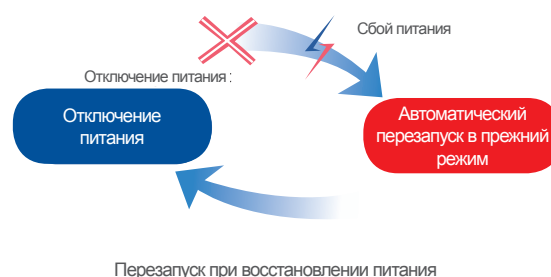 Сбой питания
Отключение питания:
Отключение
питания
Автоматический
перезапуск в прежний
режим
Перезапуск при восстановлении питания